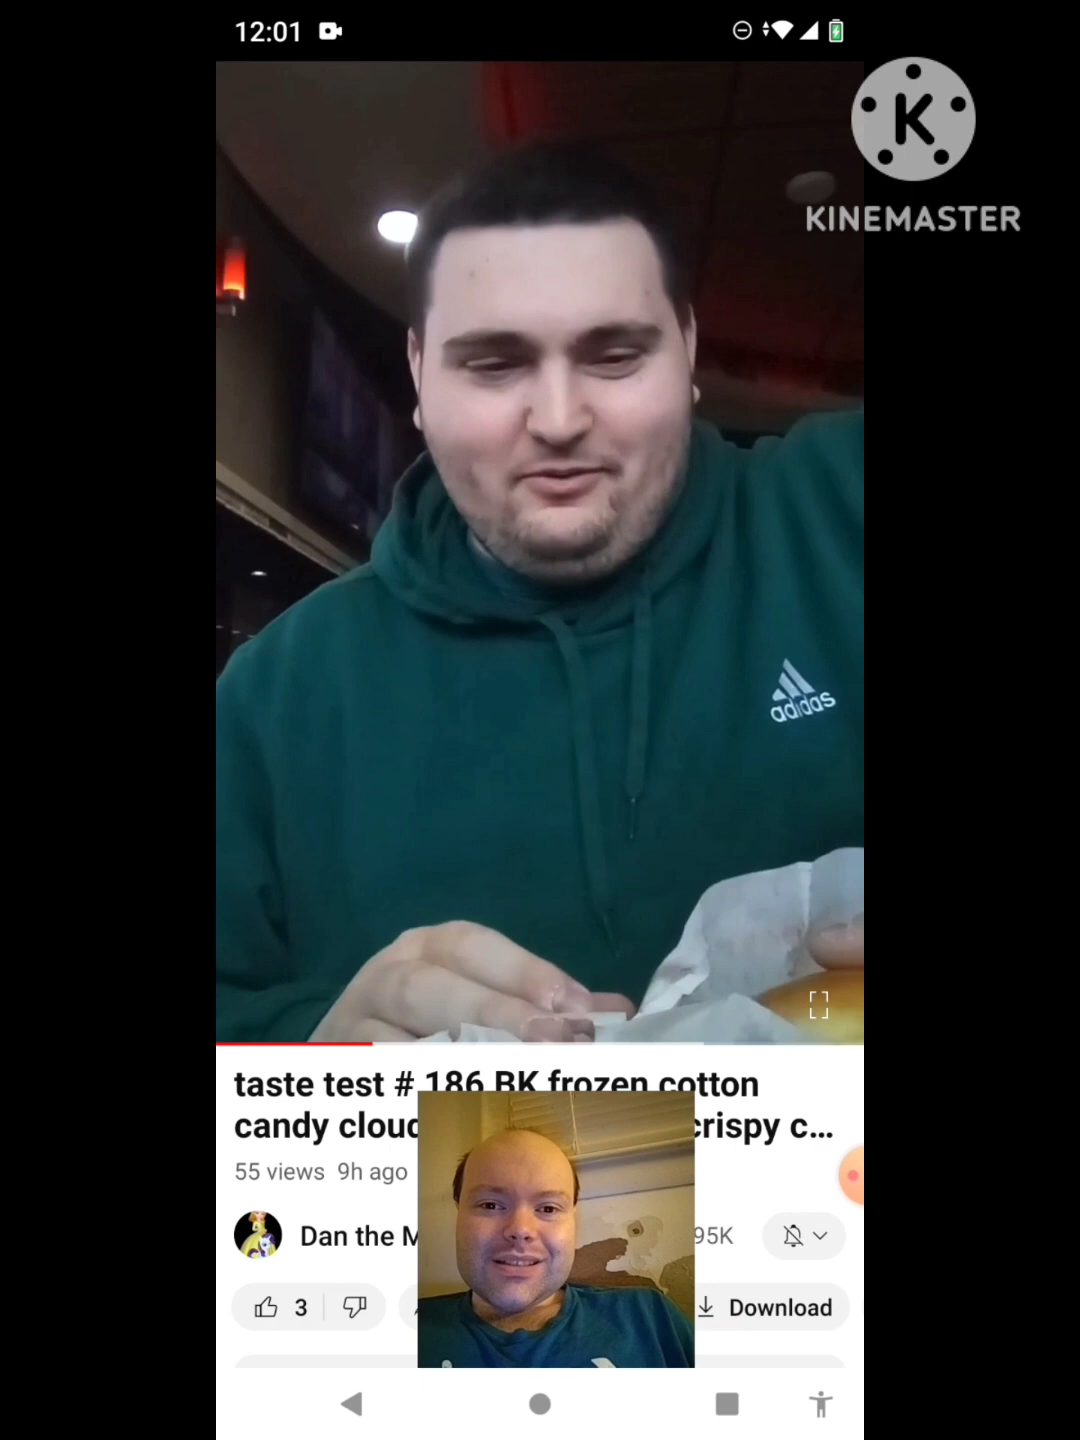 12:01
K
KINEMASTER
adidas
taste test # 186 BK frozen cotton
candy crispy c...
55 views 9h ago
Dan the 95K
3 Download